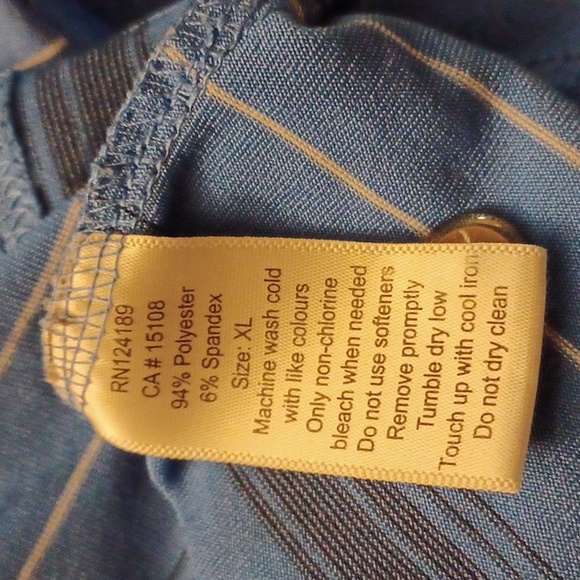 RN124189
CA # 15108
94% Polyester
6% Spandex
Size: XL
Machine wash cold
with like colours
Only non-chlorine
bleach when needed
Do not use softeners
Remove promptly
Tumble dry low
Touch up with cool iron
Do not dry clean